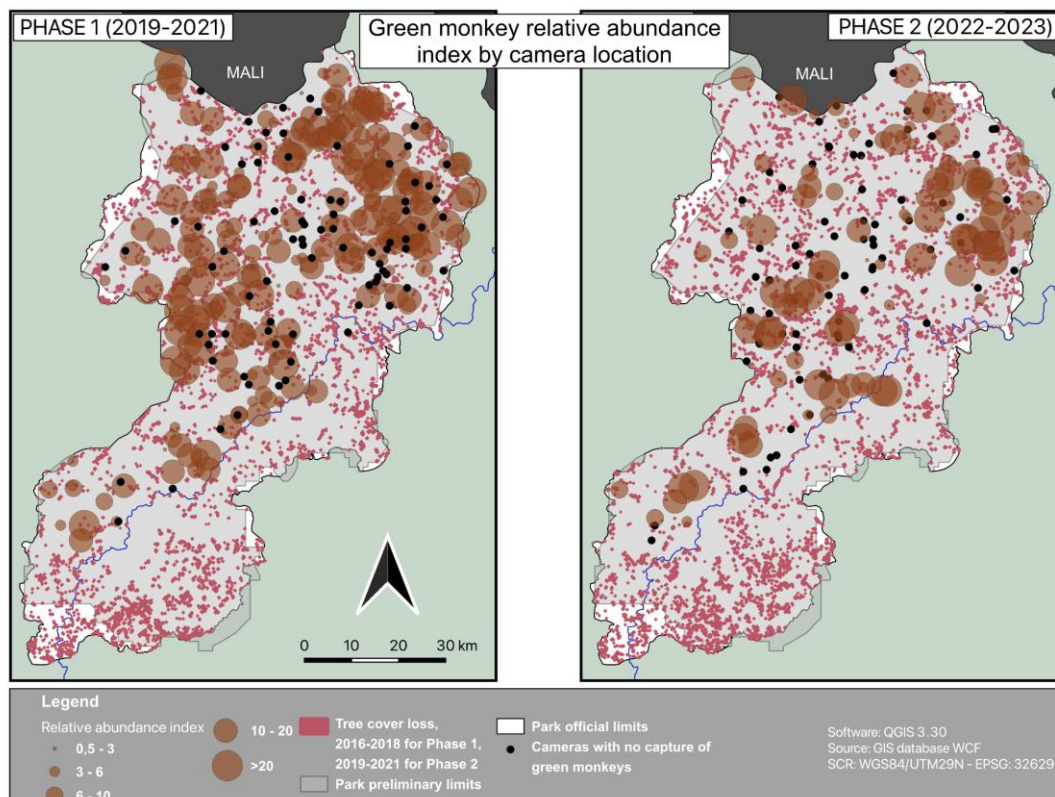 PHASE 1 (2019-2021)
Green monkey relative abundance
index by camera location
PHASE 2 (2022-2023)
MALI
MALI
0 10 20 30 km
Legend
Relative abundance index
0,5 - 3
3 - 6
6 - 10
10 - 20
>20
Tree cover loss,
2016-2018 for Phase 1,
2019-2021 for Phase 2
Park preliminary limits
Park official limits
Cameras with no capture of
green monkeys
Software: QGIS 3.30
Source: GIS database WCF
SCR: WGS84/UTM29N - EPSG: 32629